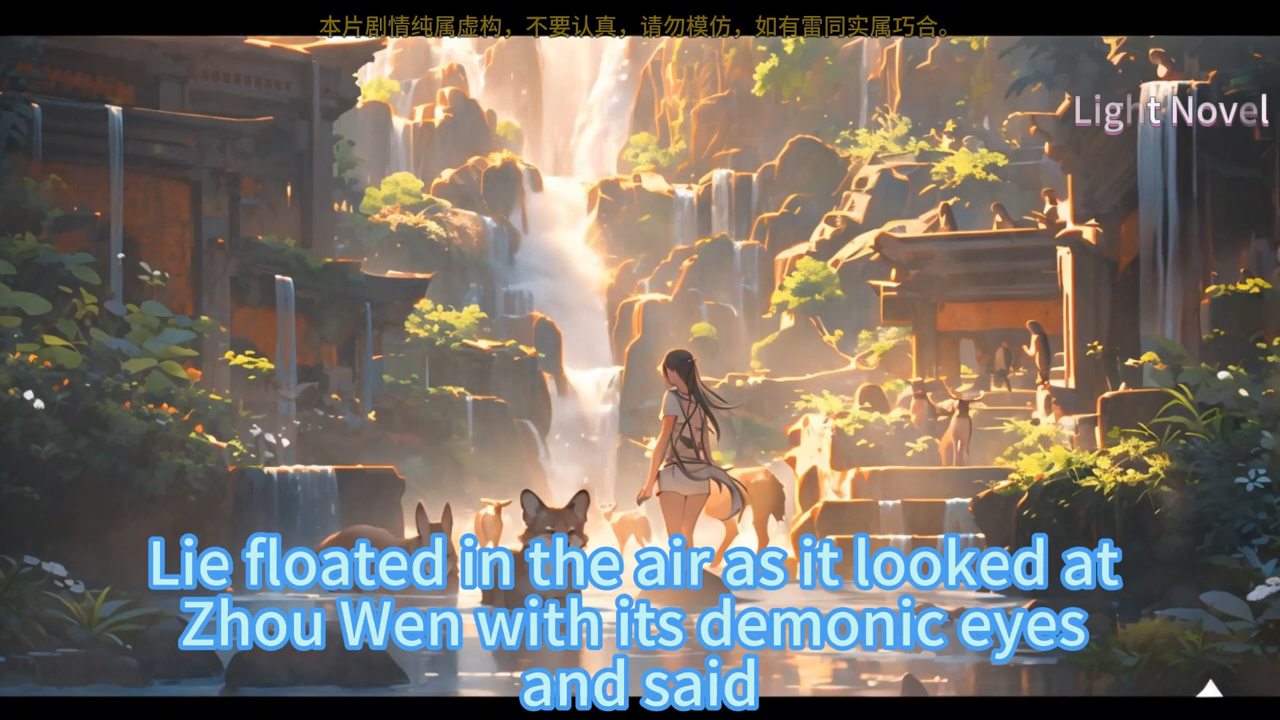 本片剧情纯属虚构，不要认真，请勿模仿，如有雷同实属巧合。
Light Novel
Lie floated in the air as it looked at
Zhou Wen with its demonic eyes
and said